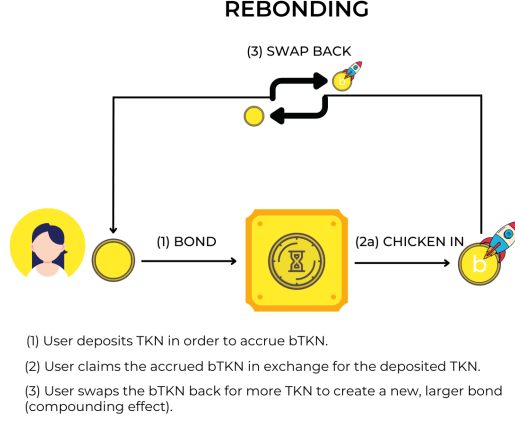 REBONDING
(3) SWAP BACK
b
(1) BOND
(2a) CHICKEN IN
b
(1) User deposits TKN in order to accrue bTKN.
(2) User claims the accrued bTKN in exchange for the deposited TKN.
(3) User swaps the bTKN back for more TKN to create a new, larger bond
(compounding effect).